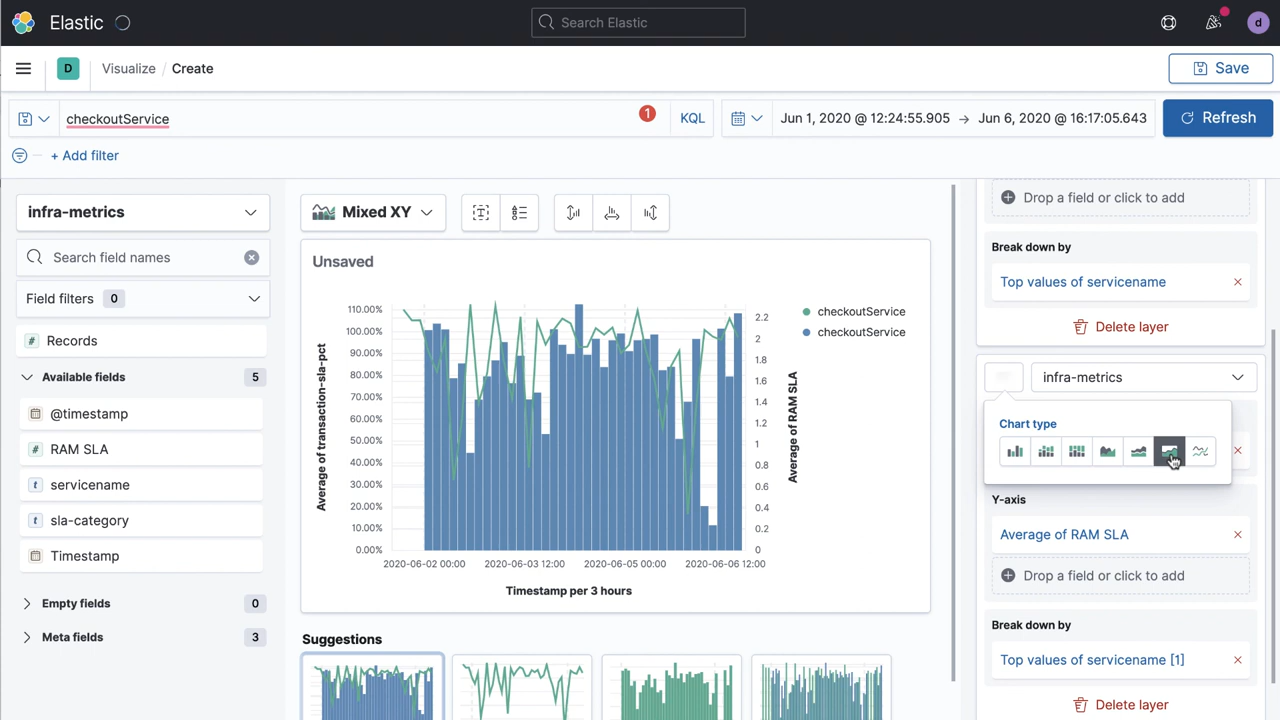 Elastic
Search Elastic
d
D
Visualize / Create
Save
checkoutService
1
KQL
Jun 1, 2020 @ 12:24:55.905 → Jun 6, 2020 @ 16:17:05.643
Refresh
+ Add filter
infra-metrics
Search field names
Field filters 0
# Records
Available fields 5
@timestamp
# RAM SLA
t servicename
t sla-category
Timestamp
Empty fields 0
Meta fields 3
Mixed XY
Unsaved
Average of transaction-sla-pct
110.00%
100.00%
90.00%
80.00%
70.00%
60.00%
50.00%
40.00%
30.00%
20.00%
10.00%
0.00%
2020-06-02 00:00 2020-06-03 12:00 2020-06-05 00:00 2020-06-06 12:00
Timestamp per 3 hours
2.2
2
1.8
1.6
1.4
1.2
1
0.8
0.6
0.4
0.2
0
Average of RAM SLA
checkoutService
checkoutService
Suggestions
Drop a field or click to add
Break down by
Top values of servicename
Delete layer
infra-metrics
Chart type
Y-axis
Average of RAM SLA
Drop a field or click to add
Break down by
Top values of servicename [1]
Delete layer